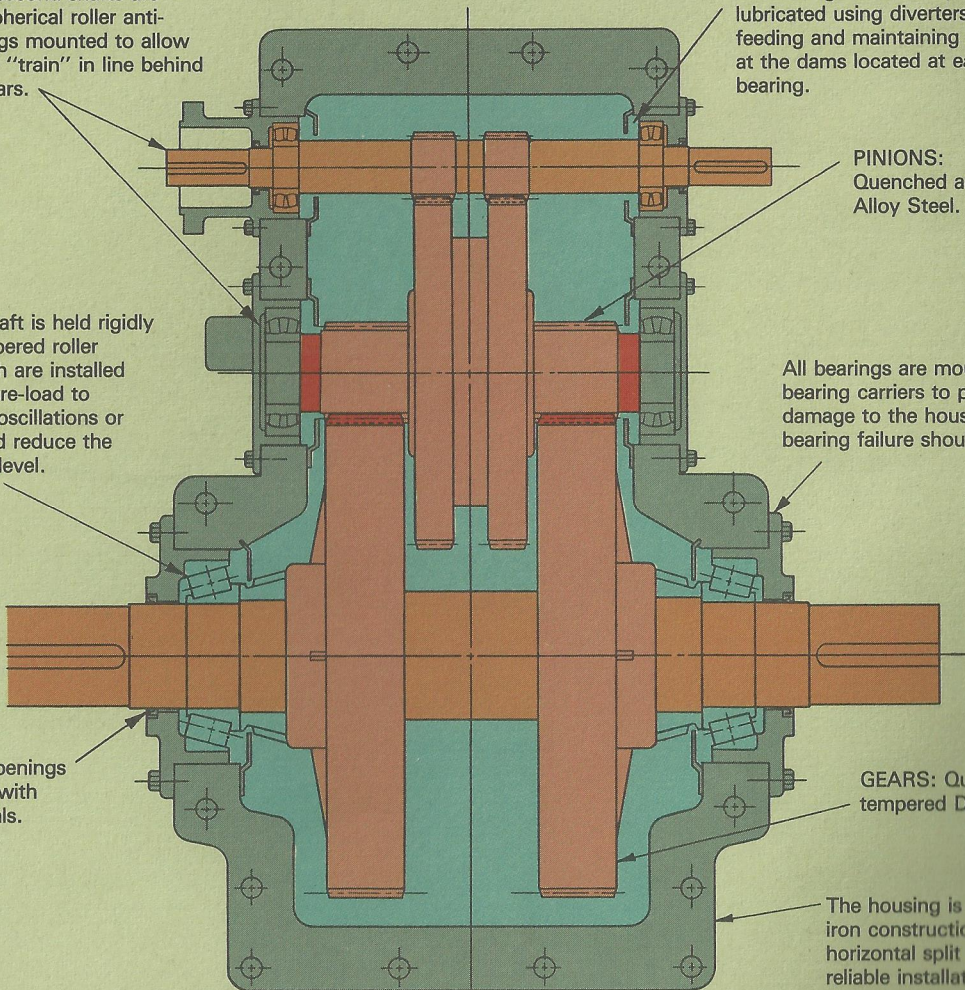 pherical roller anti-
gs mounted to allow
"train" in line behind
ars.
lubricated using diverters
feeding and maintaining
at the dams located at ea
bearing.
PINIONS:
Quenched a
Alloy Steel.
aft is held rigidly
pered roller
n are installed
re-load to
oscillations or
d reduce the
level.
All bearings are mou
bearing carriers to p
damage to the hous
bearing failure shou
penings
with
ls.
GEARS: Qu
tempered D
The housing is
iron constructio
horizontal split
reliable installat